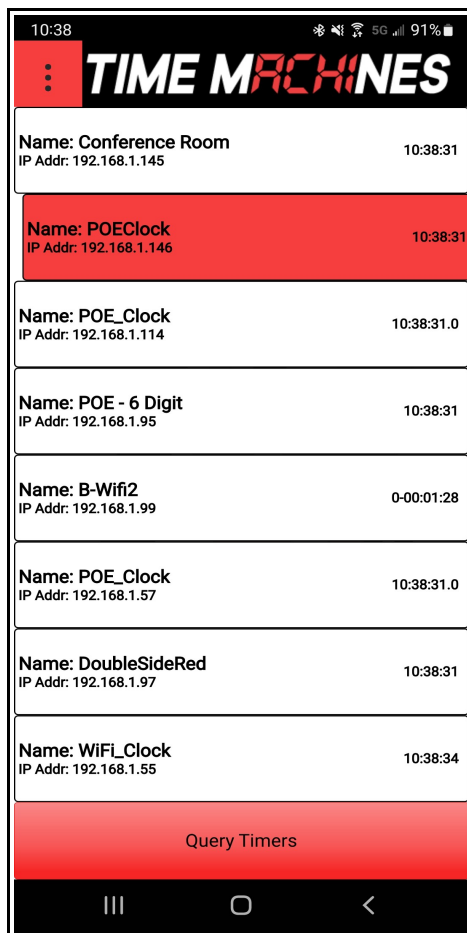 10:38 5G 91%
TIME MACHINES
Name: Conference Room
IP Addr: 192.168.1.145
10:38:31
Name: POEClock
IP Addr: 192.168.1.146
10:38:31
Name: POE_Clock
IP Addr: 192.168.1.114
10:38:31.0
Name: POE - 6 Digit
IP Addr: 192.168.1.95
10:38:31
Name: B-Wifi2
IP Addr: 192.168.1.99
0-00:01:28
Name: POE_Clock
IP Addr: 192.168.1.57
10:38:31.0
Name: DoubleSideRed
IP Addr: 192.168.1.97
10:38:31
Name: WiFi_Clock
IP Addr: 192.168.1.55
10:38:34
Query Timers